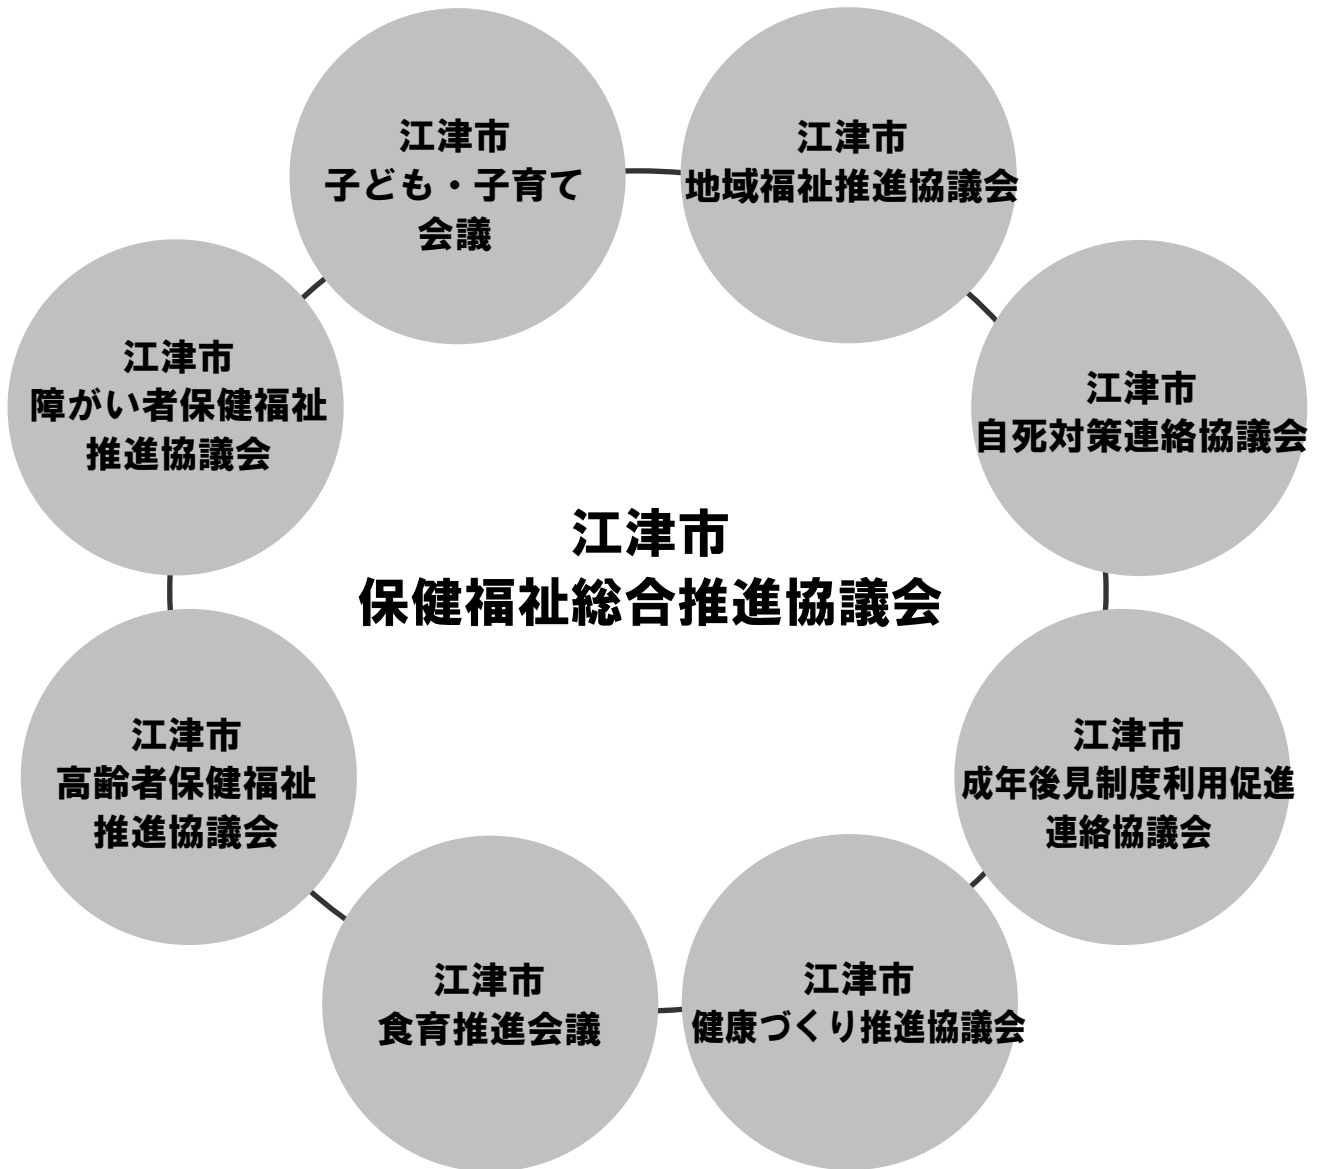 江津市
子ども・子育て
会議
江津市
地域福祉推進協議会
江津市
障がい者保健福祉
推進協議会
江津市
自死対策連絡協議会
江津市
保健福祉総合推進協議会
江津市
高齢者保健福祉
推進協議会
江津市
成年後見制度利用促進
連絡協議会
江津市
食育推進会議
江津市
健康づくり推進協議会